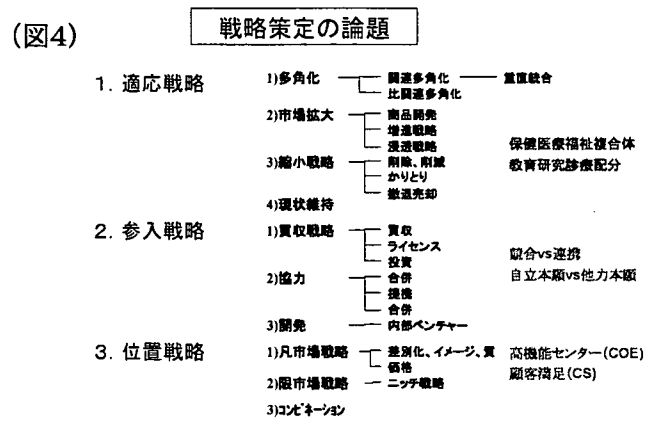 (図4)
戦略策定の論題
1. 適応戦略
1)多角化 関連多角化 垂直統合
比関連多角化
2)市場拡大 商品開発
増進戦略
浸透戦略
保健医療福祉複合体
3)縮小戦略 削除、削減
教育研究診療配分
かりとり
撤退売却
4)現状維持
2. 参入戦略
1)買収戦略 買収
ライセンス
競合vs連携
投資
2)協力 合併
自立本願vs他力本願
提携
合併
3)開発 内部ベンチャー
3. 位置戦略
1)凡市場戦略 差別化、イメージ、質
高機能センター(COE)
価格
顧客満足(CS)
2)限市場戦略 ニッチ戦略
3)コンビネーション